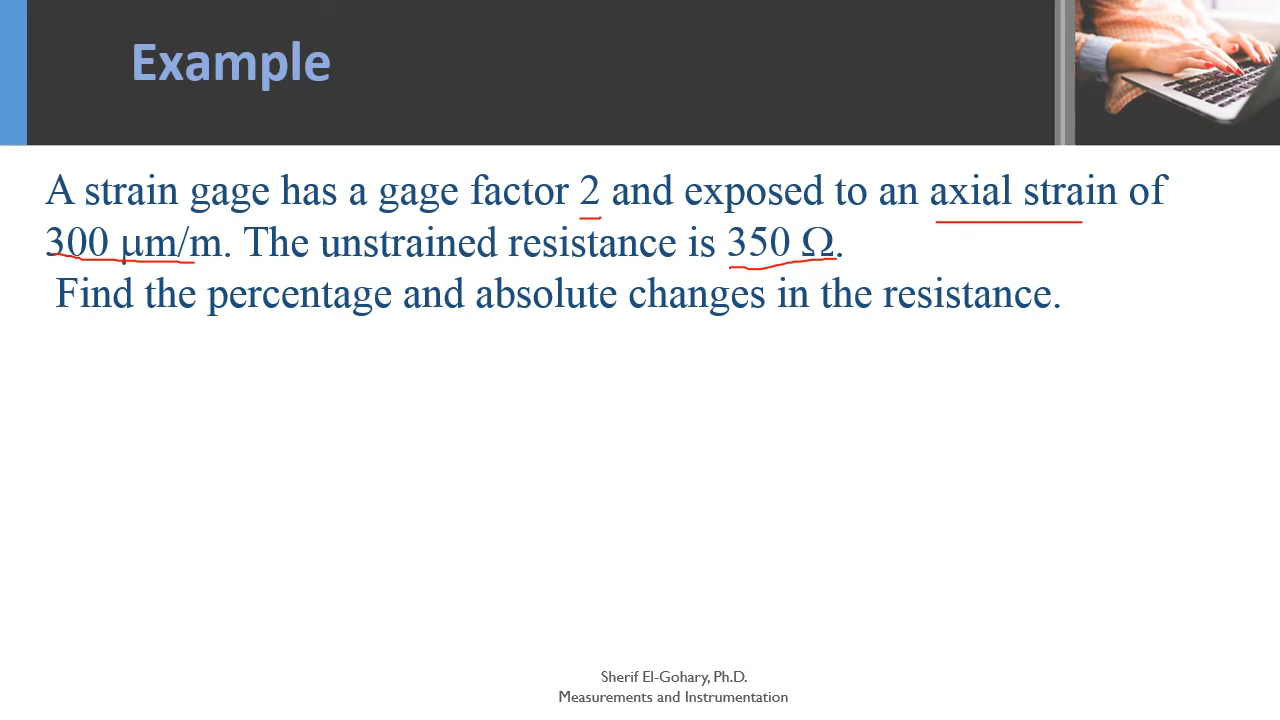 Example
A strain gage has a gage factor 2 and exposed to an axial strain of
300 μm/m. The unstrained resistance is 350 Ω.
Find the percentage and absolute changes in the resistance.
Sherif El-Gohary, Ph.D.
Measurements and Instrumentation